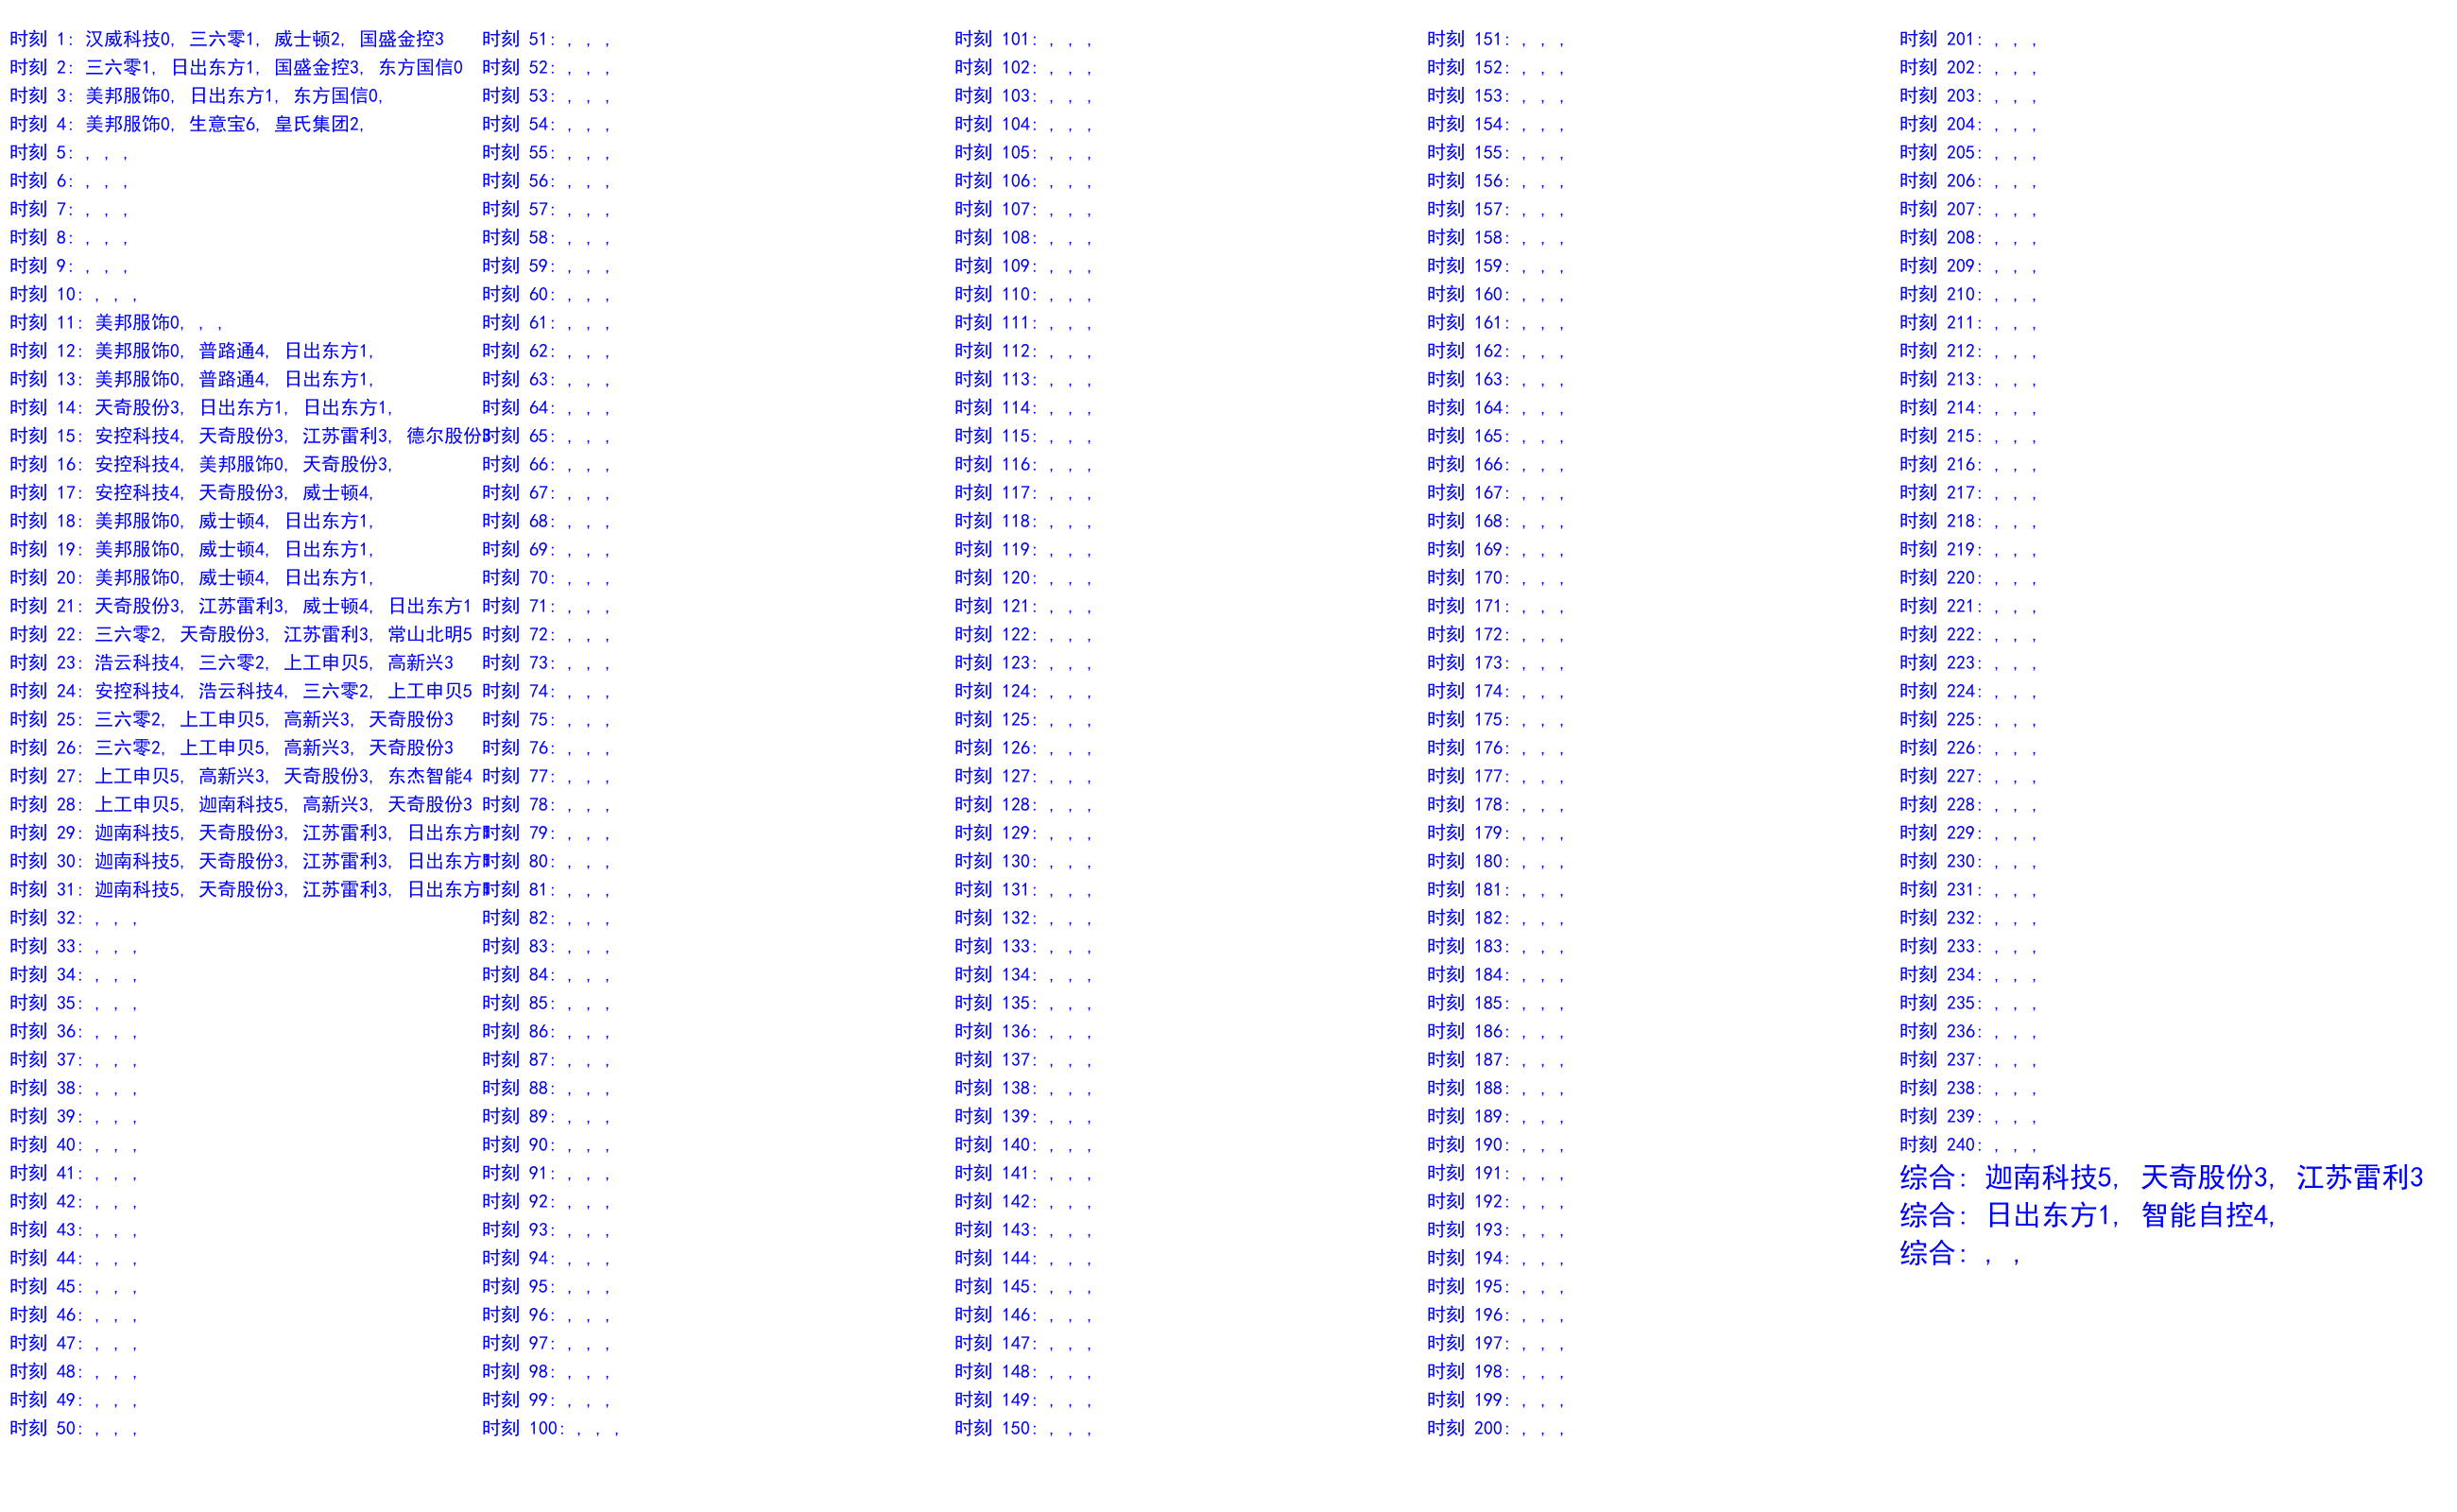 时刻 1: 汉威科技0, 三六零1, 威士顿2, 国盛金控3
时刻 2: 三六零1, 日出东方1, 国盛金控3, 东方国信0
时刻 3: 美邦服饰0, 日出东方1, 东方国信0,
时刻 4: 美邦服饰0, 生意宝6, 皇氏集团2,
时刻 5: , , ,
时刻 6: , , ,
时刻 7: , , ,
时刻 8: , , ,
时刻 9: , , ,
时刻 10: , , ,
时刻 11: 美邦服饰0, , ,
时刻 12: 美邦服饰0, 普路通4, 日出东方1,
时刻 13: 美邦服饰0, 普路通4, 日出东方1,
时刻 14: 天奇股份3, 日出东方1, 日出东方1,
时刻 15: 安控科技4, 天奇股份3, 江苏雷利3, 德尔股份
时刻 16: 安控科技4, 美邦服饰0, 天奇股份3,
时刻 17: 安控科技4, 天奇股份3, 威士顿4,
时刻 18: 美邦服饰0, 威士顿4, 日出东方1,
时刻 19: 美邦服饰0, 威士顿4, 日出东方1,
时刻 20: 美邦服饰0, 威士顿4, 日出东方1,
时刻 21: 天奇股份3, 江苏雷利3, 威士顿4, 日出东方1
时刻 22: 三六零2, 天奇股份3, 江苏雷利3, 常山北明5
时刻 23: 浩云科技4, 三六零2, 上工申贝5, 高新兴3
时刻 24: 安控科技4, 浩云科技4, 三六零2, 上工申贝5
时刻 25: 三六零2, 上工申贝5, 高新兴3, 天奇股份3
时刻 26: 三六零2, 上工申贝5, 高新兴3, 天奇股份3
时刻 27: 上工申贝5, 高新兴3, 天奇股份3, 东杰智能4
时刻 28: 上工申贝5, 迦南科技5, 高新兴3, 天奇股份3
时刻 29: 迦南科技5, 天奇股份3, 江苏雷利3, 日出东方
时刻 30: 迦南科技5, 天奇股份3, 江苏雷利3, 日出东方
时刻 31: 迦南科技5, 天奇股份3, 江苏雷利3, 日出东方
时刻 32: , , ,
时刻 33: , , ,
时刻 34: , , ,
时刻 35: , , ,
时刻 36: , , ,
时刻 37: , , ,
时刻 38: , , ,
时刻 39: , , ,
时刻 40: , , ,
时刻 41: , , ,
时刻 42: , , ,
时刻 43: , , ,
时刻 44: , , ,
时刻 45: , , ,
时刻 46: , , ,
时刻 47: , , ,
时刻 48: , , ,
时刻 49: , , ,
时刻 50: , , ,
时刻 51: , , ,
时刻 52: , , ,
时刻 53: , , ,
时刻 54: , , ,
时刻 55: , , ,
时刻 56: , , ,
时刻 57: , , ,
时刻 58: , , ,
时刻 59: , , ,
时刻 60: , , ,
时刻 61: , , ,
时刻 62: , , ,
时刻 63: , , ,
时刻 64: , , ,
时刻 65: , , ,
时刻 66: , , ,
时刻 67: , , ,
时刻 68: , , ,
时刻 69: , , ,
时刻 70: , , ,
时刻 71: , , ,
时刻 72: , , ,
时刻 73: , , ,
时刻 74: , , ,
时刻 75: , , ,
时刻 76: , , ,
时刻 77: , , ,
时刻 78: , , ,
时刻 79: , , ,
时刻 80: , , ,
时刻 81: , , ,
时刻 82: , , ,
时刻 83: , , ,
时刻 84: , , ,
时刻 85: , , ,
时刻 86: , , ,
时刻 87: , , ,
时刻 88: , , ,
时刻 89: , , ,
时刻 90: , , ,
时刻 91: , , ,
时刻 92: , , ,
时刻 93: , , ,
时刻 94: , , ,
时刻 95: , , ,
时刻 96: , , ,
时刻 97: , , ,
时刻 98: , , ,
时刻 99: , , ,
时刻 100: , , ,
时刻 101: , , ,
时刻 102: , , ,
时刻 103: , , ,
时刻 104: , , ,
时刻 105: , , ,
时刻 106: , , ,
时刻 107: , , ,
时刻 108: , , ,
时刻 109: , , ,
时刻 110: , , ,
时刻 111: , , ,
时刻 112: , , ,
时刻 113: , , ,
时刻 114: , , ,
时刻 115: , , ,
时刻 116: , , ,
时刻 117: , , ,
时刻 118: , , ,
时刻 119: , , ,
时刻 120: , , ,
时刻 121: , , ,
时刻 122: , , ,
时刻 123: , , ,
时刻 124: , , ,
时刻 125: , , ,
时刻 126: , , ,
时刻 127: , , ,
时刻 128: , , ,
时刻 129: , , ,
时刻 130: , , ,
时刻 131: , , ,
时刻 132: , , ,
时刻 133: , , ,
时刻 134: , , ,
时刻 135: , , ,
时刻 136: , , ,
时刻 137: , , ,
时刻 138: , , ,
时刻 139: , , ,
时刻 140: , , ,
时刻 141: , , ,
时刻 142: , , ,
时刻 143: , , ,
时刻 144: , , ,
时刻 145: , , ,
时刻 146: , , ,
时刻 147: , , ,
时刻 148: , , ,
时刻 149: , , ,
时刻 150: , , ,
时刻 151: , , ,
时刻 152: , , ,
时刻 153: , , ,
时刻 154: , , ,
时刻 155: , , ,
时刻 156: , , ,
时刻 157: , , ,
时刻 158: , , ,
时刻 159: , , ,
时刻 160: , , ,
时刻 161: , , ,
时刻 162: , , ,
时刻 163: , , ,
时刻 164: , , ,
时刻 165: , , ,
时刻 166: , , ,
时刻 167: , , ,
时刻 168: , , ,
时刻 169: , , ,
时刻 170: , , ,
时刻 171: , , ,
时刻 172: , , ,
时刻 173: , , ,
时刻 174: , , ,
时刻 175: , , ,
时刻 176: , , ,
时刻 177: , , ,
时刻 178: , , ,
时刻 179: , , ,
时刻 180: , , ,
时刻 181: , , ,
时刻 182: , , ,
时刻 183: , , ,
时刻 184: , , ,
时刻 185: , , ,
时刻 186: , , ,
时刻 187: , , ,
时刻 188: , , ,
时刻 189: , , ,
时刻 190: , , ,
时刻 191: , , ,
时刻 192: , , ,
时刻 193: , , ,
时刻 194: , , ,
时刻 195: , , ,
时刻 196: , , ,
时刻 197: , , ,
时刻 198: , , ,
时刻 199: , , ,
时刻 200: , , ,
时刻 201: , , ,
时刻 202: , , ,
时刻 203: , , ,
时刻 204: , , ,
时刻 205: , , ,
时刻 206: , , ,
时刻 207: , , ,
时刻 208: , , ,
时刻 209: , , ,
时刻 210: , , ,
时刻 211: , , ,
时刻 212: , , ,
时刻 213: , , ,
时刻 214: , , ,
时刻 215: , , ,
时刻 216: , , ,
时刻 217: , , ,
时刻 218: , , ,
时刻 219: , , ,
时刻 220: , , ,
时刻 221: , , ,
时刻 222: , , ,
时刻 223: , , ,
时刻 224: , , ,
时刻 225: , , ,
时刻 226: , , ,
时刻 227: , , ,
时刻 228: , , ,
时刻 229: , , ,
时刻 230: , , ,
时刻 231: , , ,
时刻 232: , , ,
时刻 233: , , ,
时刻 234: , , ,
时刻 235: , , ,
时刻 236: , , ,
时刻 237: , , ,
时刻 238: , , ,
时刻 239: , , ,
时刻 240: , , ,
综合: 迦南科技5, 天奇股份3, 江苏雷利3
综合: 日出东方1, 智能自控4,
综合: , ,